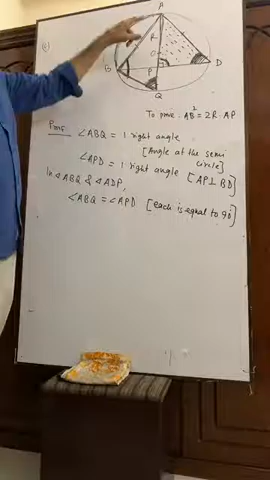 6)
A
R
O
B
P
D
Q
To prove: AB² = 2R·AP
Proof: ∠ABQ = 1 right angle
[Angle at the semi circle]
∠APD = 1 right angle [AP⊥BD]
In △ABQ & △ADP,
∠ABQ = ∠APD [each is equal to 90]